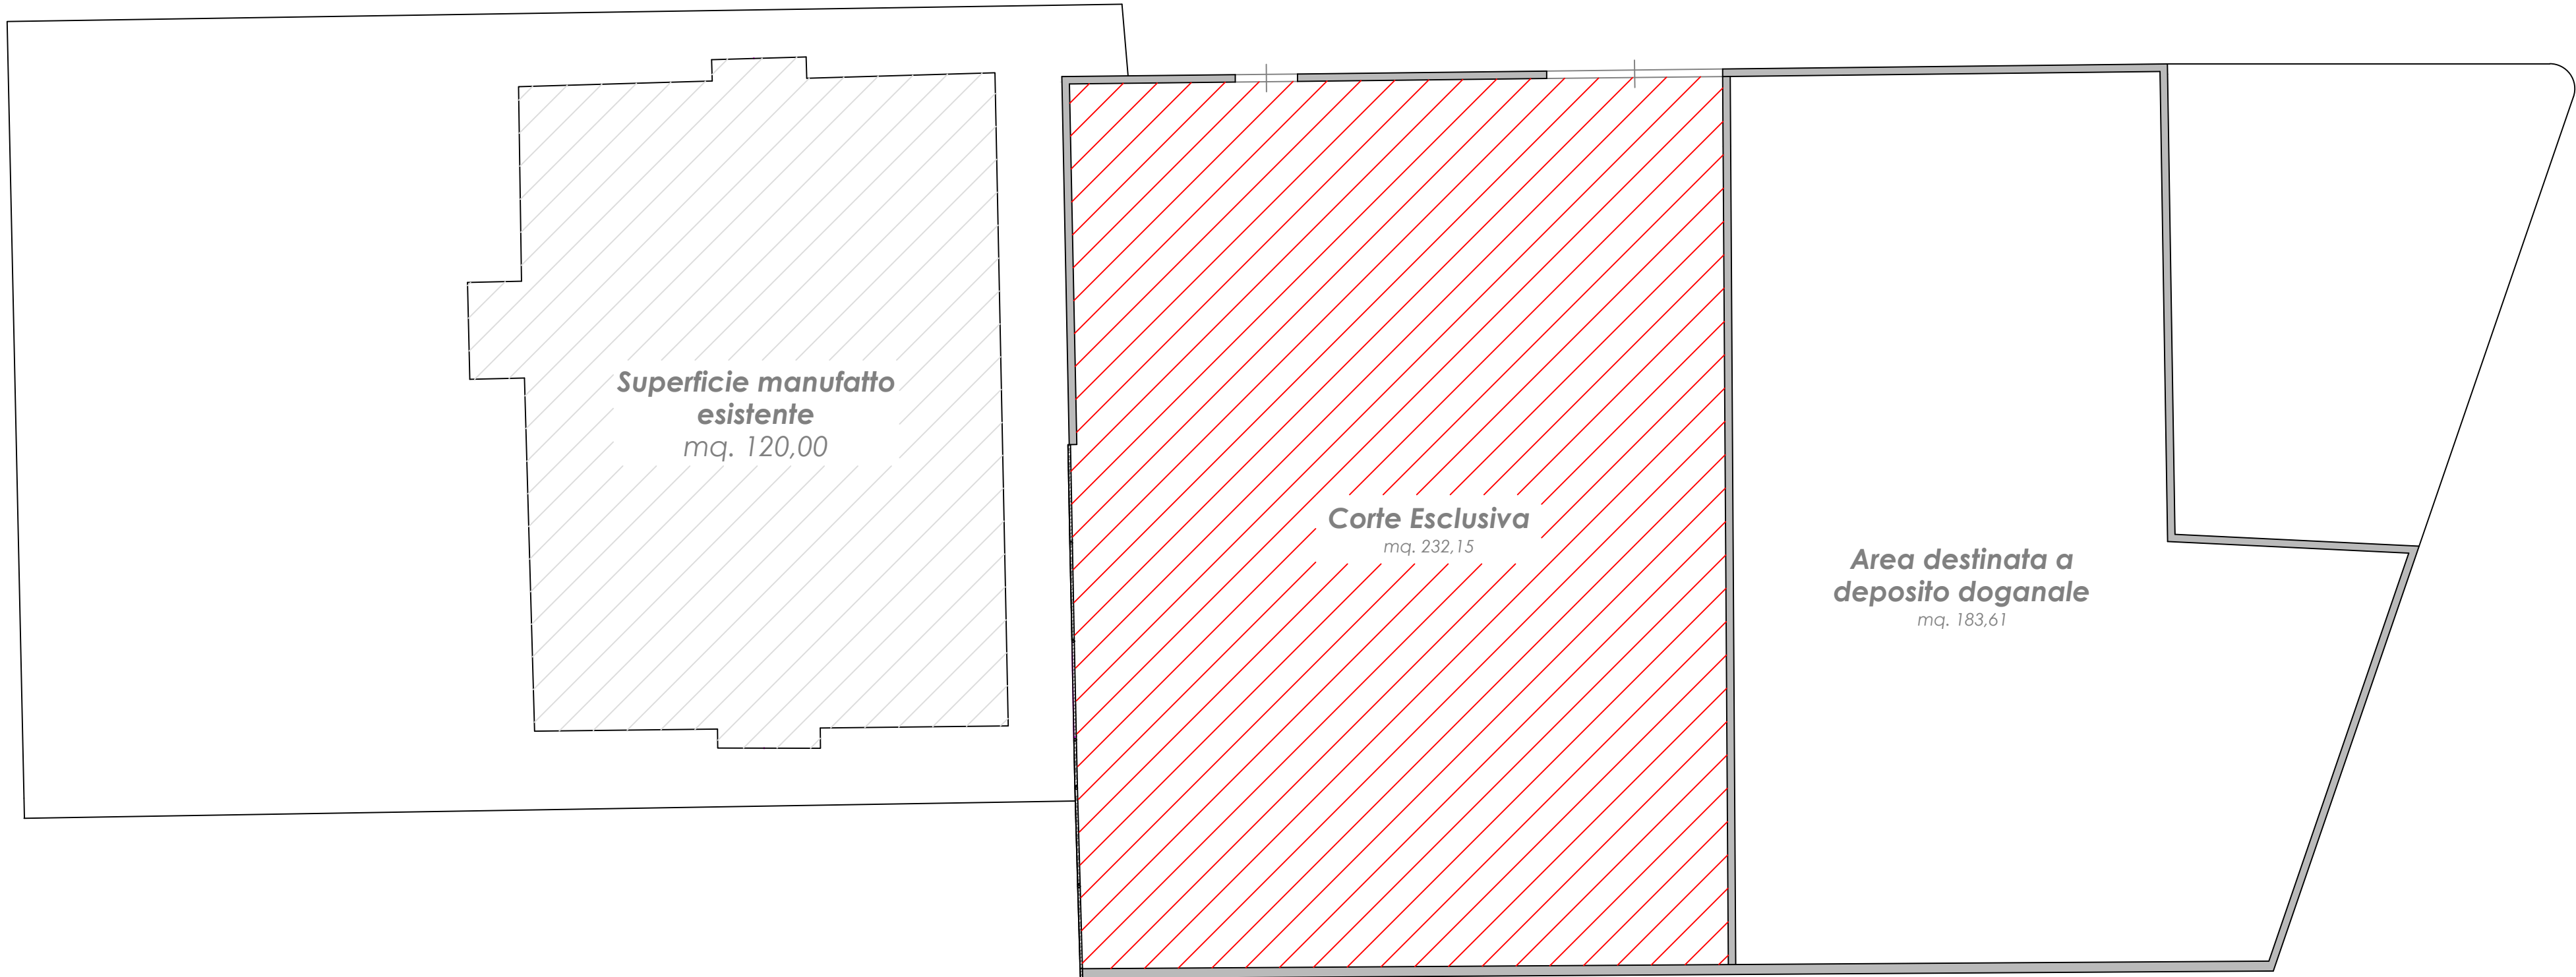 Superficie manufatto
esistente
mq. 120,00
Corte Esclusiva
mq. 232,15
Area destinata a
deposito doganale
mq. 183,61